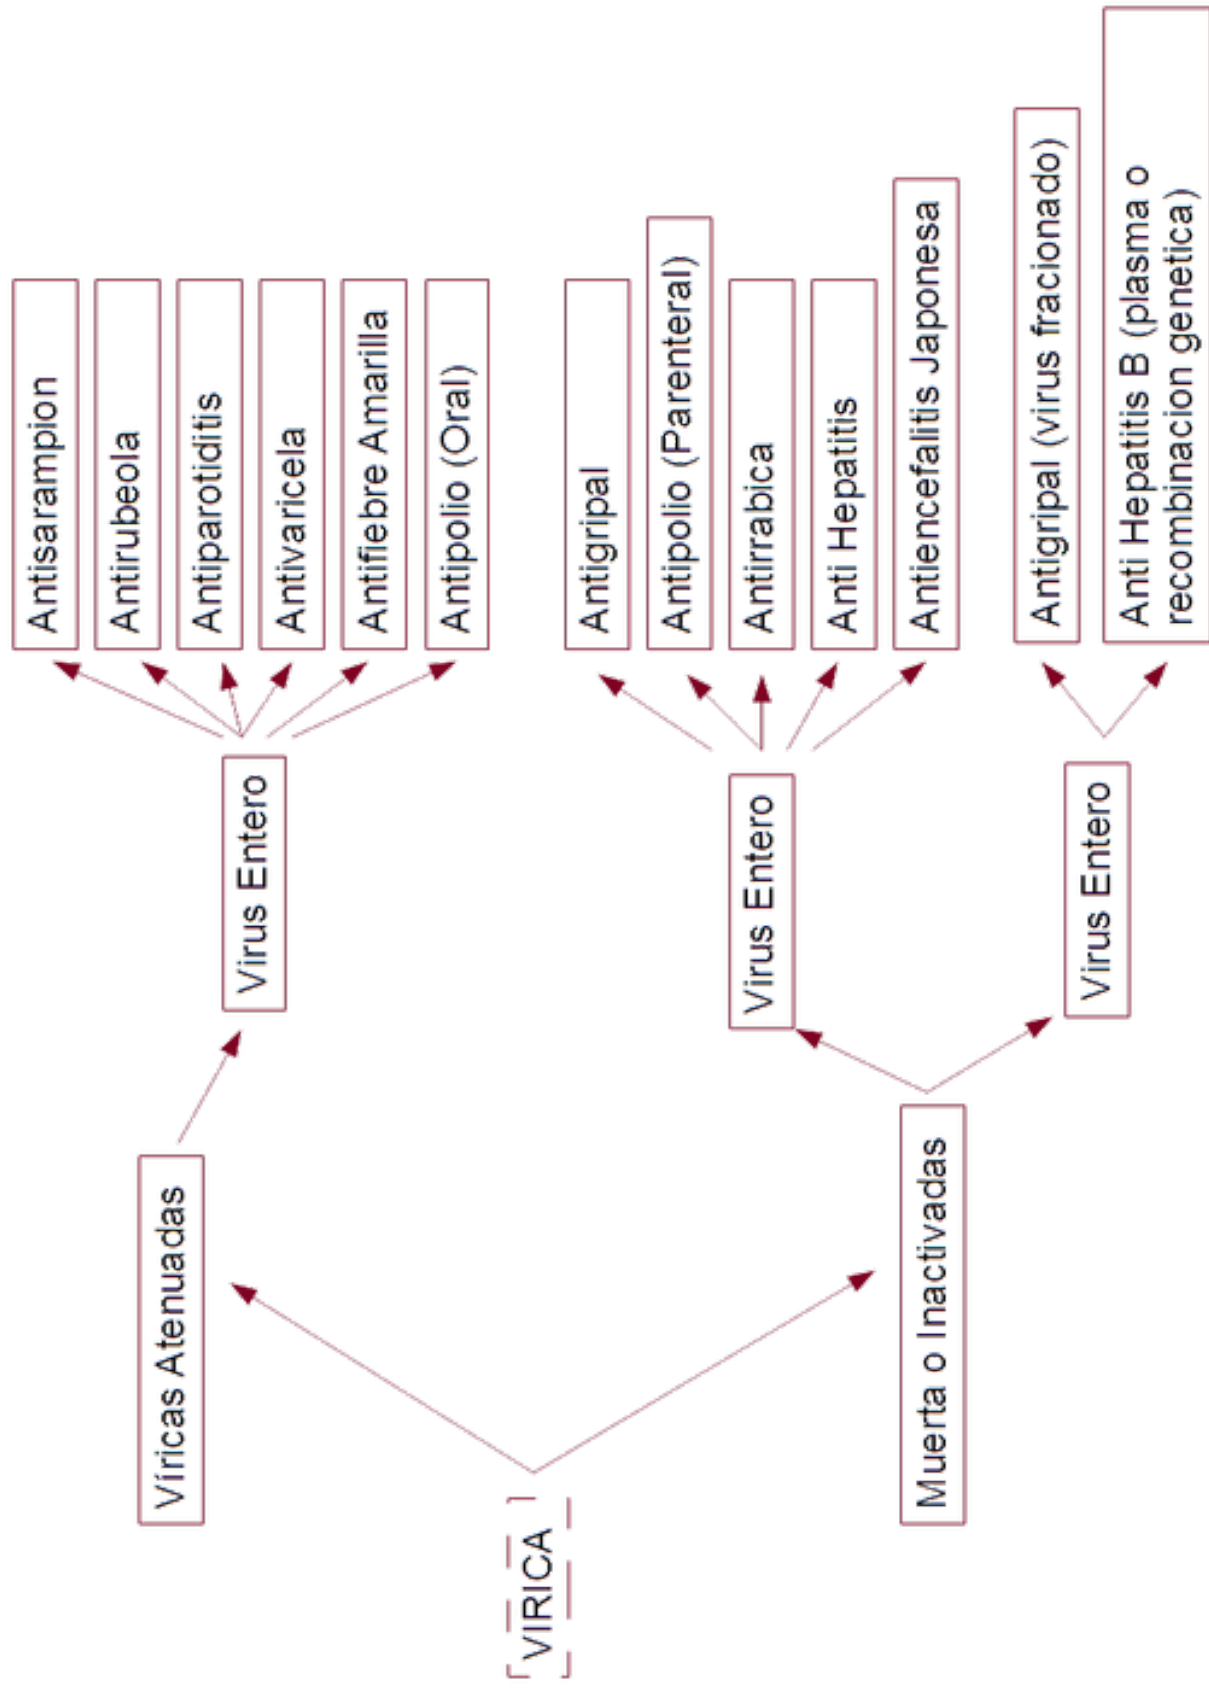 VIRICA
Víricas Atenuadas
Virus Entero
Antisarampion
Antirubeola
Antiparotiditis
Antivaricela
Antifiebre Amarilla
Antipolio (Oral)
Muerta o Inactivadas
Virus Entero
Antigripal
Antipolio (Parenteral)
Antirrabica
Anti Hepatitis
Antiencefalitis Japonesa
Virus Entero
Antigripal (virus fracionado)
Anti Hepatitis B (plasma o
recombinacion genetica)